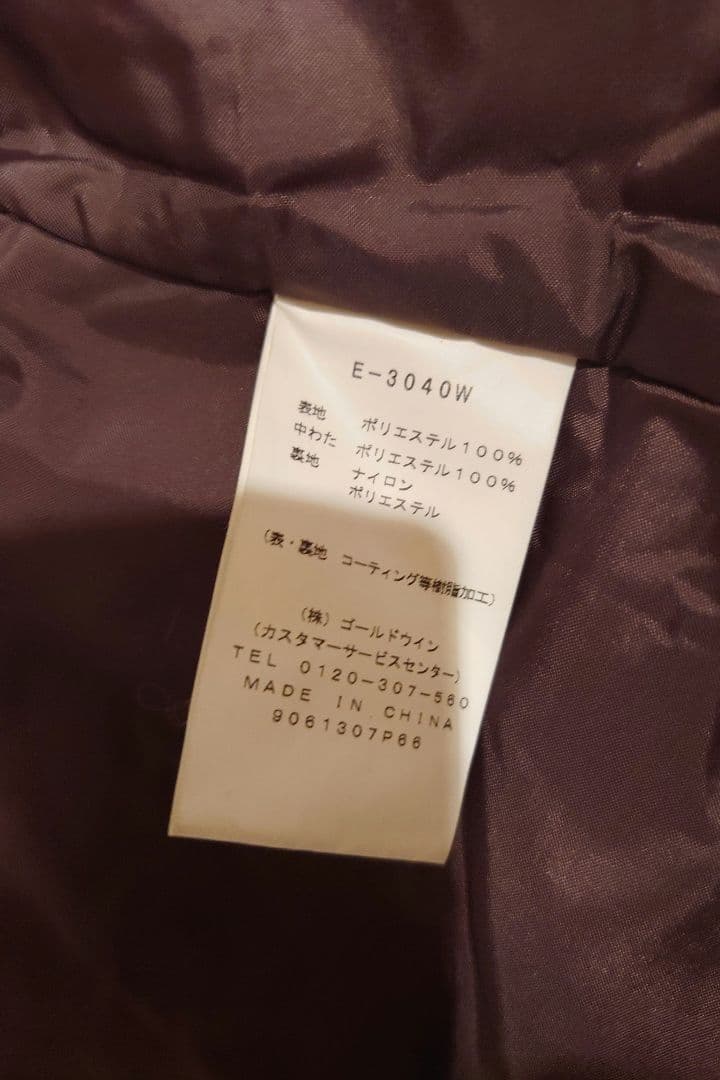 E-3040W
表地 ポリエステル100%
中わた ポリエステル100%
裏地 ナイロン
ポリエステル
(表・裏地 コーティング等樹脂加工)
(株)ゴールドウイン
(カスタマーサービスセンター)
TEL 0120-307-560
MADE IN CHINA
9061307P66